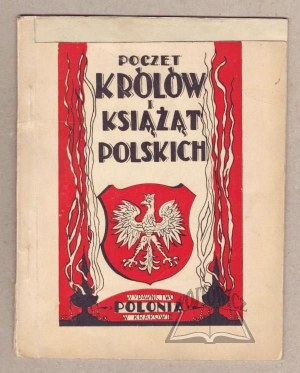 POCZET
KRÓLÓW
I
KSIĄŻĄT
POLSKICH
WYDAWNICTWO
POLONIA
W KRAKOWIE